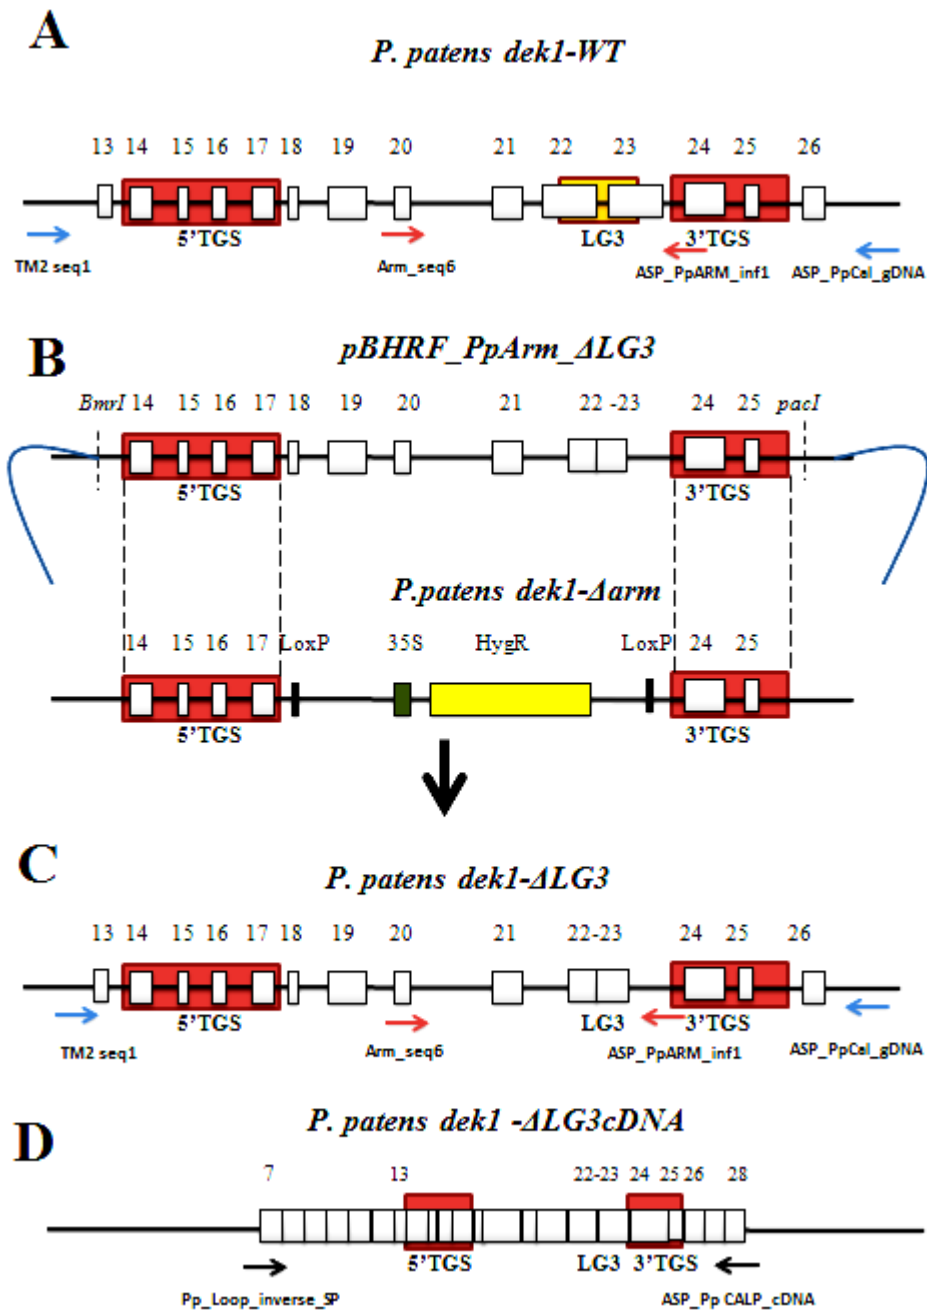 A
P. patens dek1-WT
13 14 15 16 17 18 19 20 21 22 23 24 25 26
5'TGS LG3 3'TGS
TM2 seq1 Arm_seq6 ASP_PpARM_inf1 ASP_PpCal_gDNA
B
pBHRF_PpArm_ΔLG3
BmrI 14 15 16 17 18 19 20 21 22 -23 24 25 pacI
5'TGS 3'TGS
P.patens dek1-Δarm
14 15 16 17 LoxP 35S HygR LoxP 24 25
5'TGS 3'TGS
C
P. patens dek1-ΔLG3
13 14 15 16 17 18 19 20 21 22-23 24 25 26
5'TGS LG3 3'TGS
TM2 seq1 Arm_seq6 ASP_PpARM_inf1 ASP_PpCal_gDNA
D
P. patens dek1 -ΔLG3cDNA
7 13 22-23 24 25 26 28
5'TGS LG3 3'TGS
Pp_Loop_inverse_SP ASP_Pp CALP_cDNA